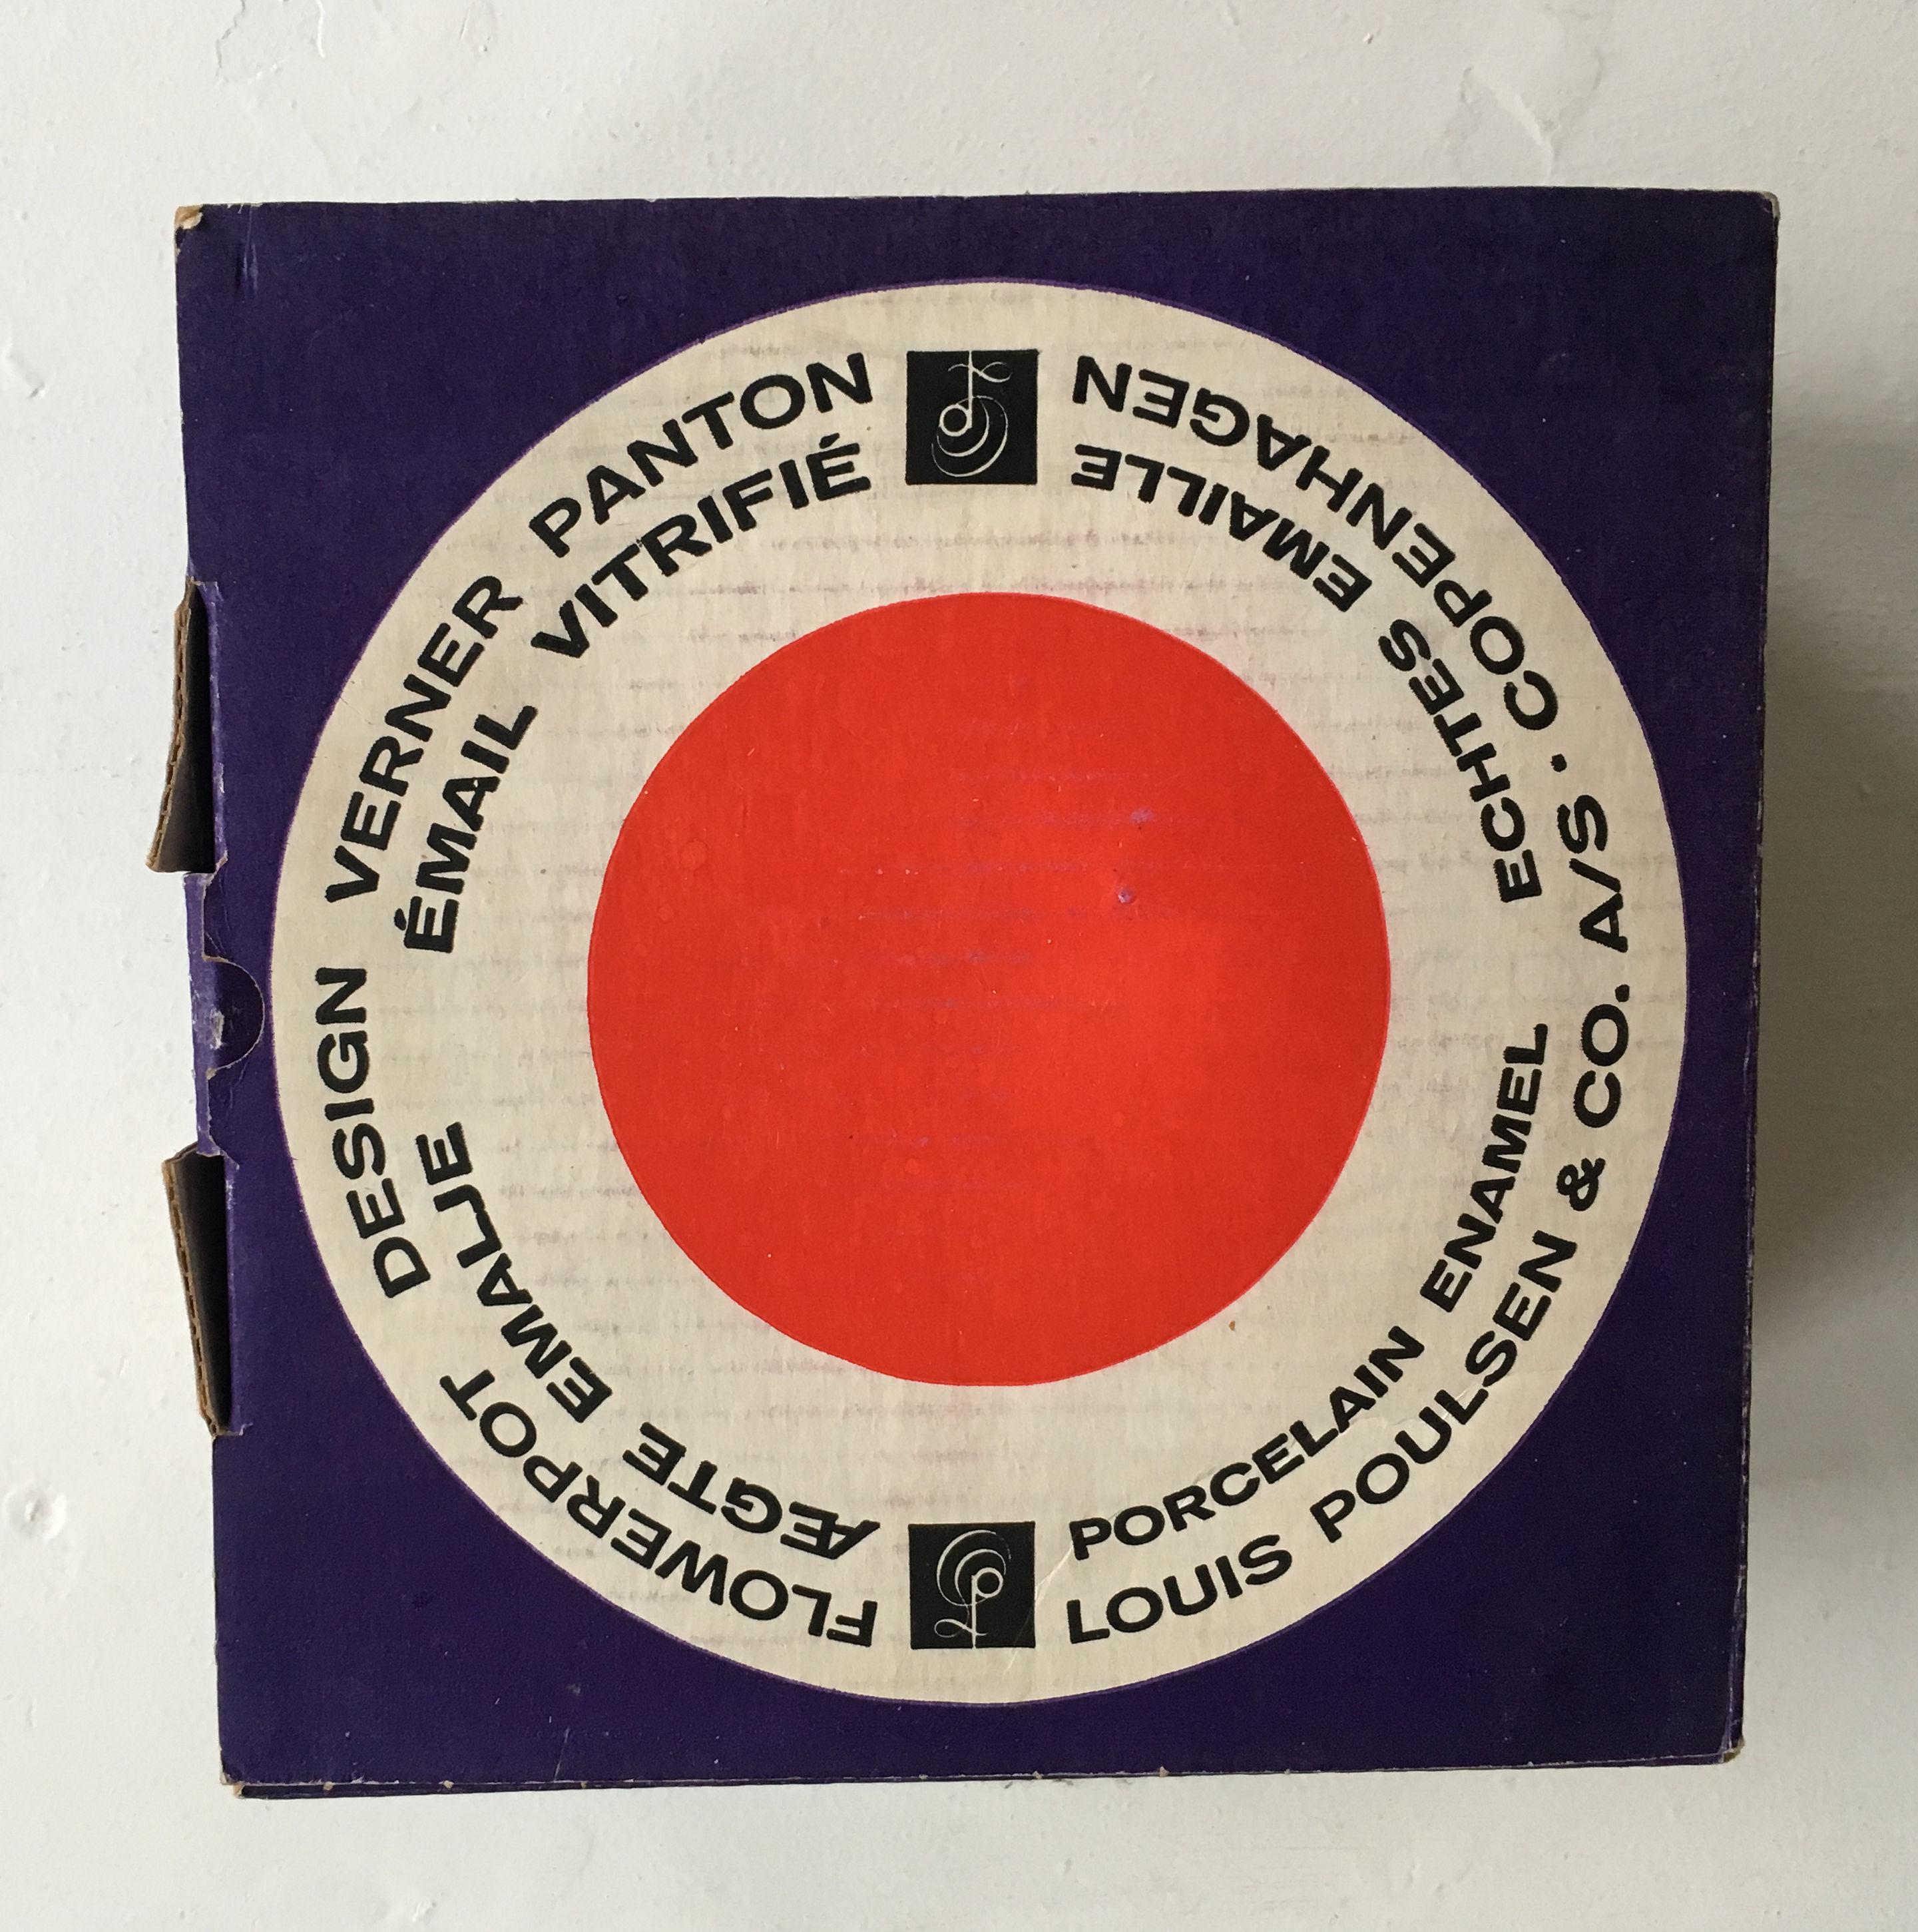 FLOWERPOT DESIGN VERNER PANTON
ÆGTE EMALJE
ÉMAIL VITRIFIÉ
LOUIS POULSEN & CO. A/S. COPENHAGEN
PORCELAIN ENAMEL
ECHTES EMAILLE